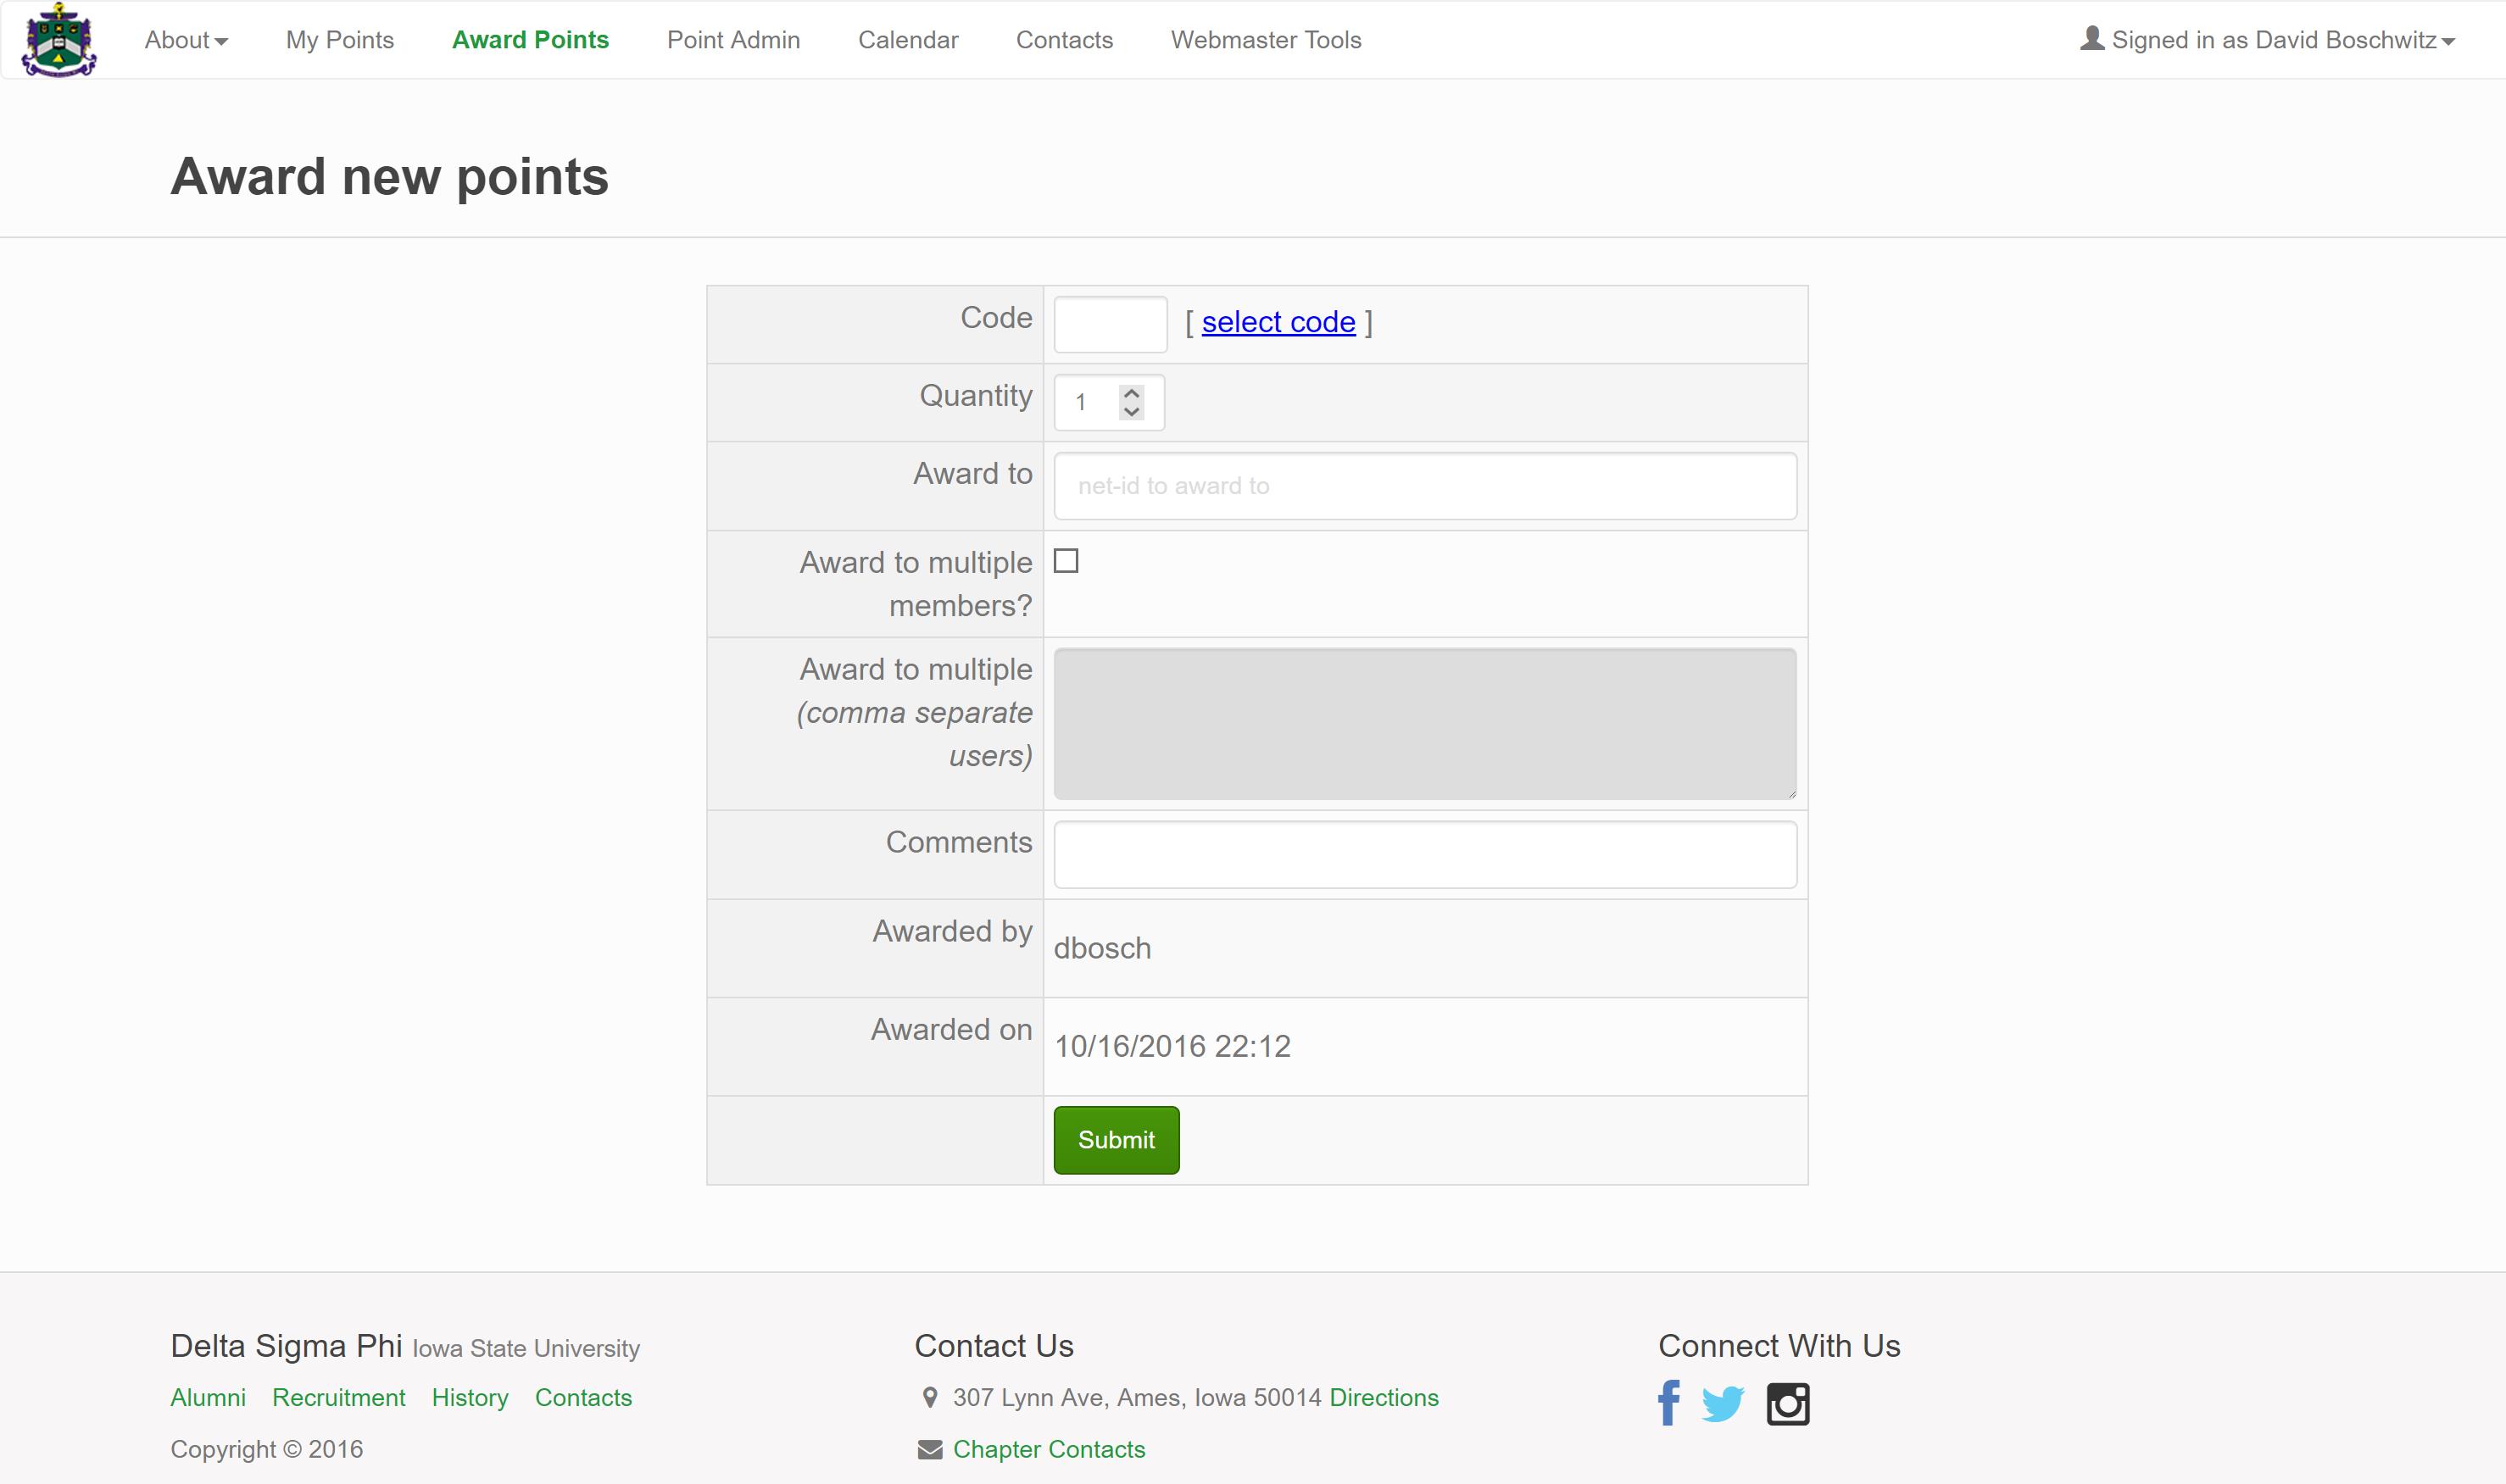 About My Points Award Points Point Admin Calendar Contacts Webmaster Tools Signed in as David Boschwitz
Award new points
Code [ select code ]
Quantity 1
Award to net-id to award to
Award to multiple
members?
Award to multiple
(comma separate
users)
Comments
Awarded by dbosch
Awarded on 10/16/2016 22:12
Submit
Delta Sigma Phi Iowa State University
Alumni Recruitment History Contacts
Copyright © 2016
Contact Us
307 Lynn Ave, Ames, Iowa 50014 Directions
Chapter Contacts
Connect With Us